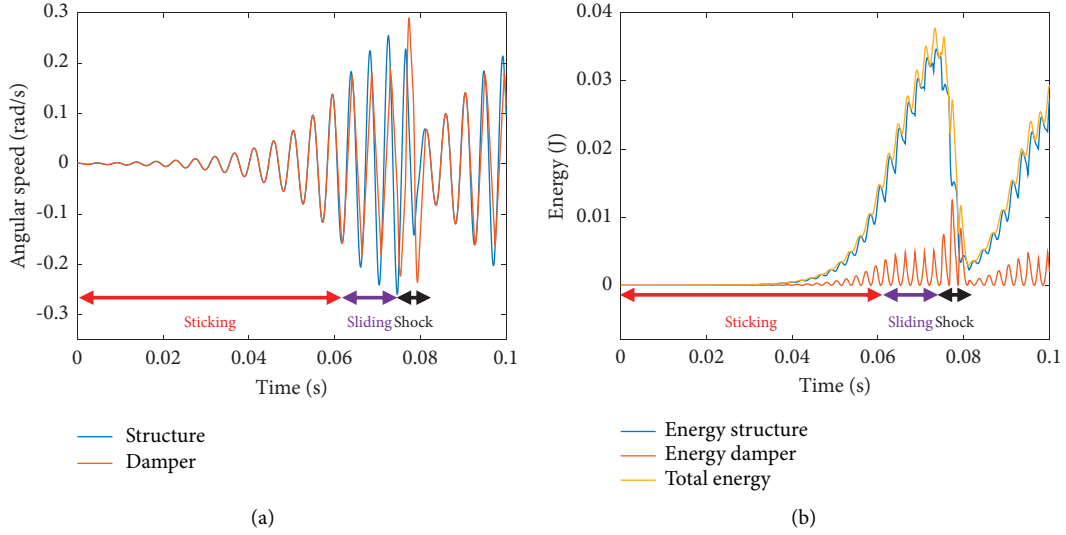 0.3
0.2
0.1
0
-0.1
-0.2
-0.3
Angular speed (rad/s)
Sticking
Sliding
Shock
0
0.02
0.04
0.06
0.08
0.1
Time (s)
Structure
Damper
(a)
0.04
0.03
0.02
0.01
0
Energy (J)
Sticking
Sliding
Shock
0
0.02
0.04
0.06
0.08
0.1
Time (s)
Energy structure
Energy damper
Total energy
(b)